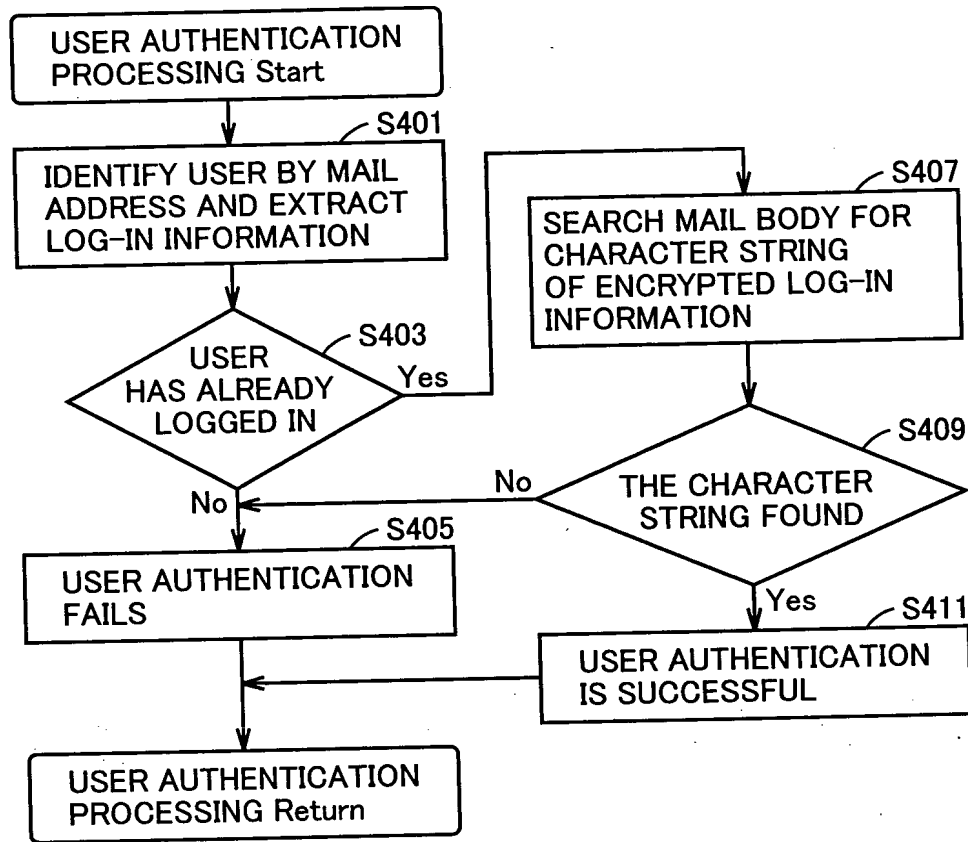 USER AUTHENTICATION
PROCESSING Start
S401
IDENTIFY USER BY MAIL
ADDRESS AND EXTRACT
LOG-IN INFORMATION
S403
USER
HAS ALREADY
LOGGED IN
Yes
No
S405
USER AUTHENTICATION
FAILS
S407
SEARCH MAIL BODY FOR
CHARACTER STRING
OF ENCRYPTED LOG-IN
INFORMATION
S409
THE CHARACTER
STRING FOUND
No
Yes
S411
USER AUTHENTICATION
IS SUCCESSFUL
USER AUTHENTICATION
PROCESSING Return